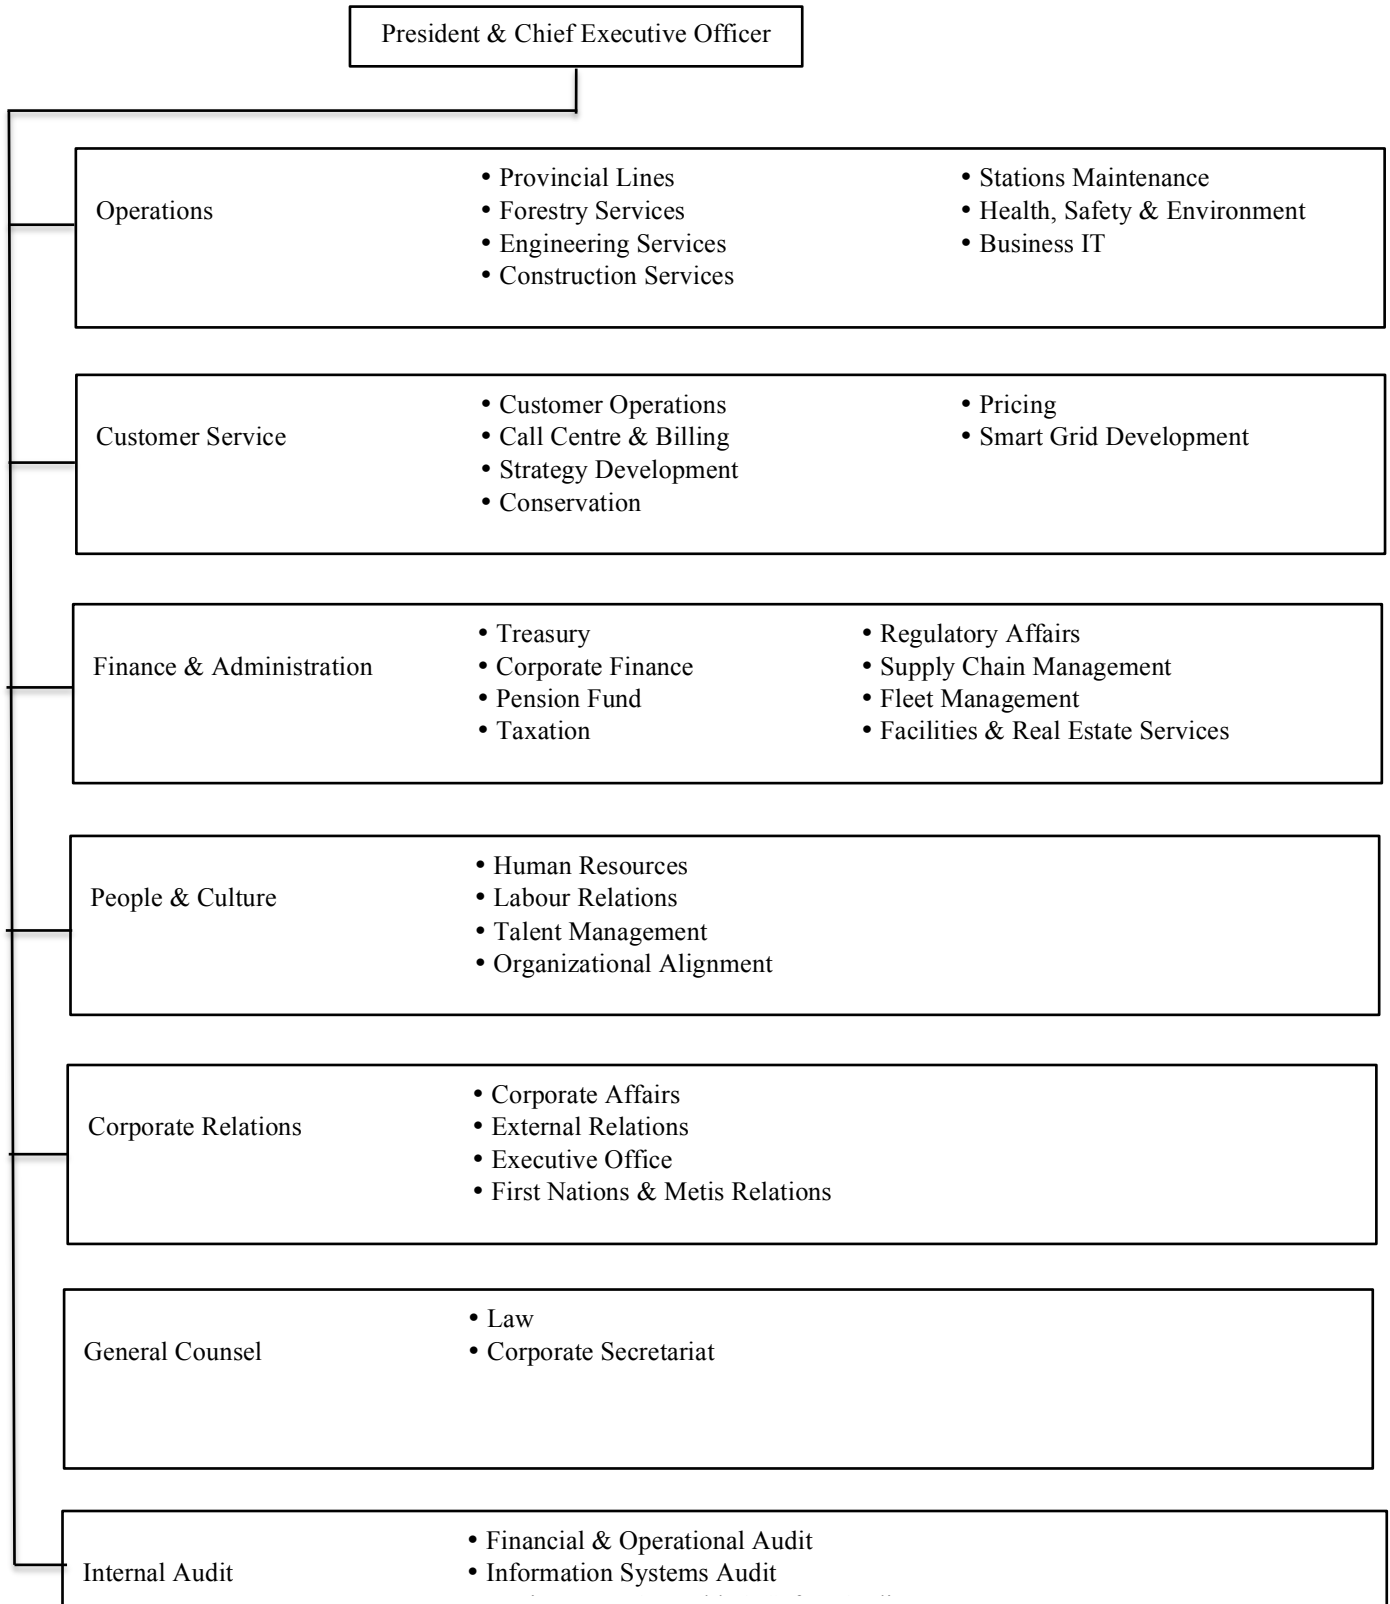 President & Chief Executive Officer
Operations
• Provincial Lines
• Forestry Services
• Engineering Services
• Construction Services
• Stations Maintenance
• Health, Safety & Environment
• Business IT
Customer Service
• Customer Operations
• Call Centre & Billing
• Strategy Development
• Conservation
• Pricing
• Smart Grid Development
Finance & Administration
• Treasury
• Corporate Finance
• Pension Fund
• Taxation
• Regulatory Affairs
• Supply Chain Management
• Fleet Management
• Facilities & Real Estate Services
People & Culture
• Human Resources
• Labour Relations
• Talent Management
• Organizational Alignment
Corporate Relations
• Corporate Affairs
• External Relations
• Executive Office
• First Nations & Metis Relations
General Counsel
• Law
• Corporate Secretariat
Internal Audit
• Financial & Operational Audit
• Information Systems Audit